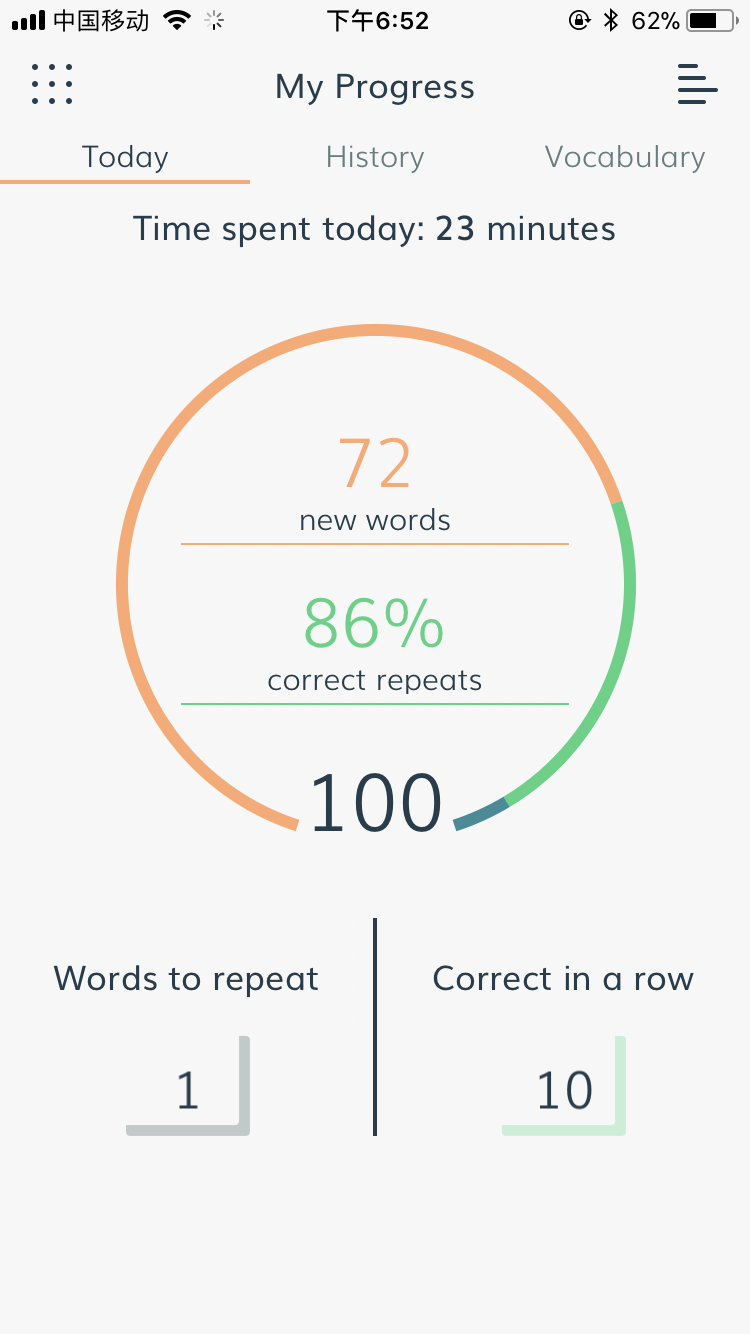 中国移动 下午6:52 62%
My Progress
Today History Vocabulary
Time spent today: 23 minutes
72
new words
86%
correct repeats
100
Words to repeat Correct in a row
1 10